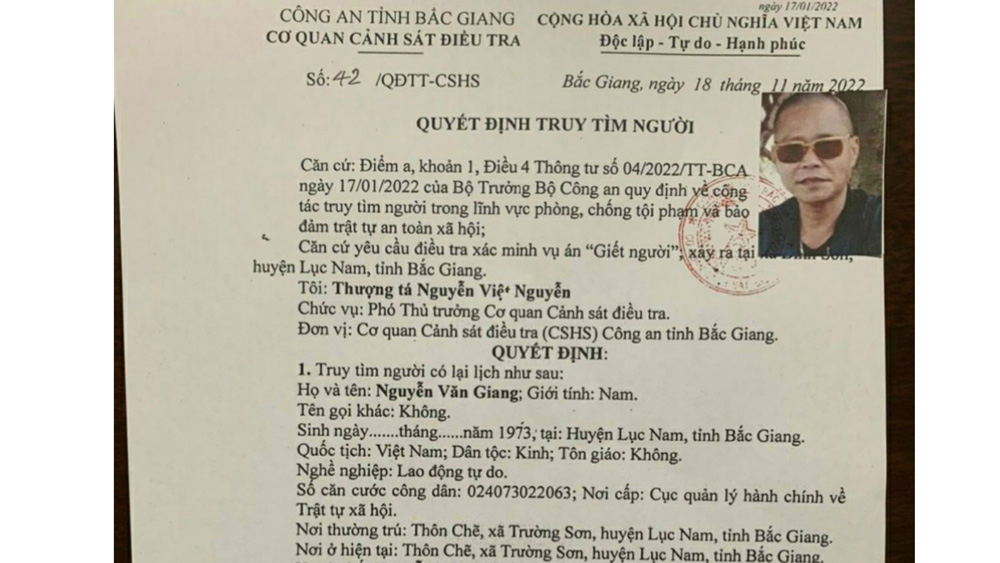 ngày 17/01/2022
CÔNG AN TỈNH BẮC GIANG
CƠ QUAN CẢNH SÁT ĐIỀU TRA
CỘNG HÒA XÃ HỘI CHỦ NGHĨA VIỆT NAM
Độc lập - Tự do - Hạnh phúc
Số: 42 /QĐTT-CSHS
Bắc Giang, ngày 18 tháng 11 năm 2022
QUYẾT ĐỊNH TRUY TÌM NGƯỜI
Căn cứ: Điểm a, khoản 1, Điều 4 Thông tư số 04/2022/TT-BCA
ngày 17/01/2022 của Bộ Trưởng Bộ Công an quy định về công
tác truy tìm người trong lĩnh vực phòng, chống tội phạm và bảo
đảm trật tự an toàn xã hội;
Căn cứ yêu cầu điều tra xác minh vụ án “Giết người”; xảy ra tại
huyện Lục Nam, tỉnh Bắc Giang.
Tôi: Thượng tá Nguyễn Việt Nguyễn
Chức vụ: Phó Thủ trưởng Cơ quan Cảnh sát điều tra.
Đơn vị: Cơ quan Cảnh sát điều tra (CSHS) Công an tỉnh Bắc Giang.
QUYẾT ĐỊNH:
1. Truy tìm người có lại lịch như sau:
Họ và tên: Nguyễn Văn Giang; Giới tính: Nam.
Tên gọi khác: Không.
Sinh ngày.......tháng......năm 1973, tại: Huyện Lục Nam, tỉnh Bắc Giang.
Quốc tịch: Việt Nam; Dân tộc: Kinh; Tôn giáo: Không.
Nghề nghiệp: Lao động tự do.
Số căn cước công dân: 024073022063; Nơi cấp: Cục quản lý hành chính về
Trật tự xã hội.
Nơi thường trú: Thôn Chẽ, xã Trường Sơn, huyện Lục Nam, tỉnh Bắc Giang.
Nơi ở hiện tại: Thôn Chẽ, xã Trường Sơn, huyện Lục Nam, tỉnh Bắc Giang.